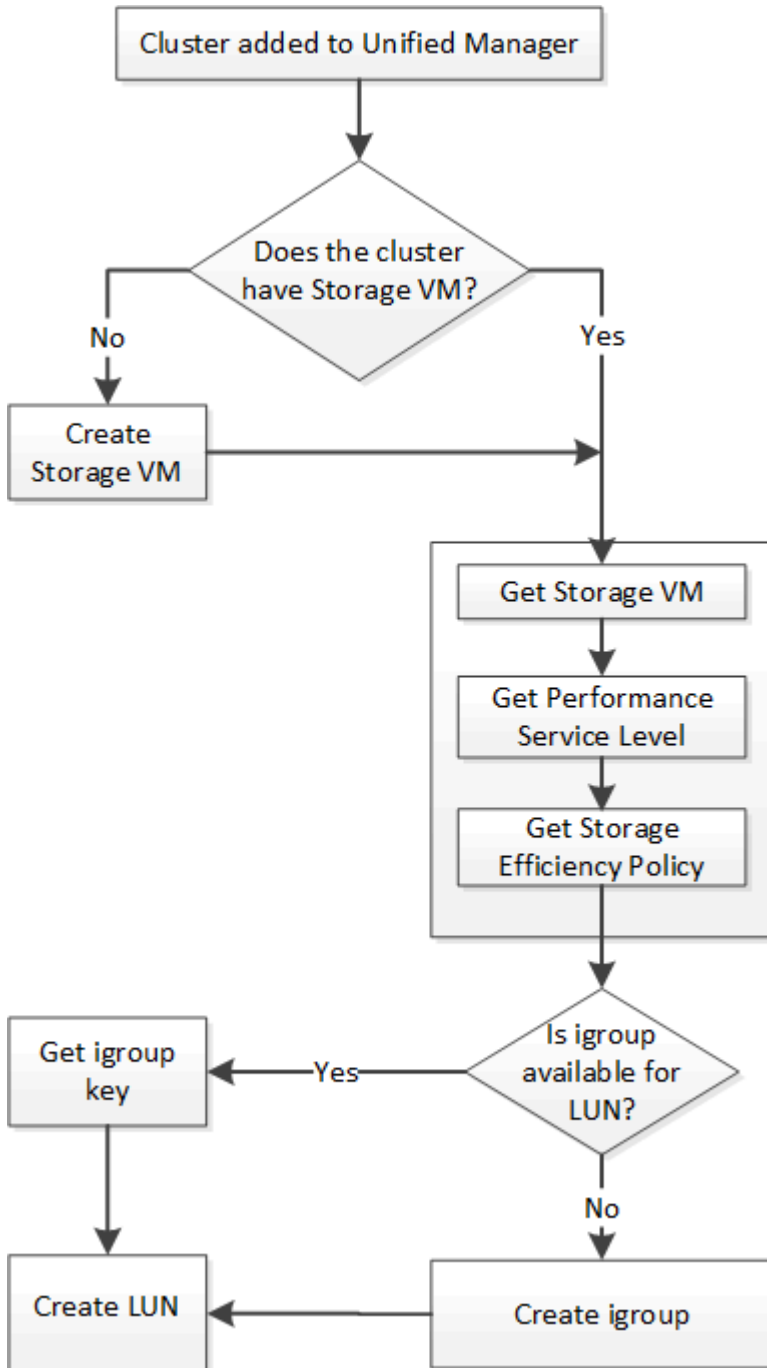 Cluster added to Unified Manager
Does the cluster
have Storage VM?
No
Yes
Create
Storage VM
Get Storage VM
Get Performance
Service Level
Get Storage
Efficiency Policy
Is igroup
available for
LUN?
Yes
Get igroup
key
No
Create igroup
Create LUN